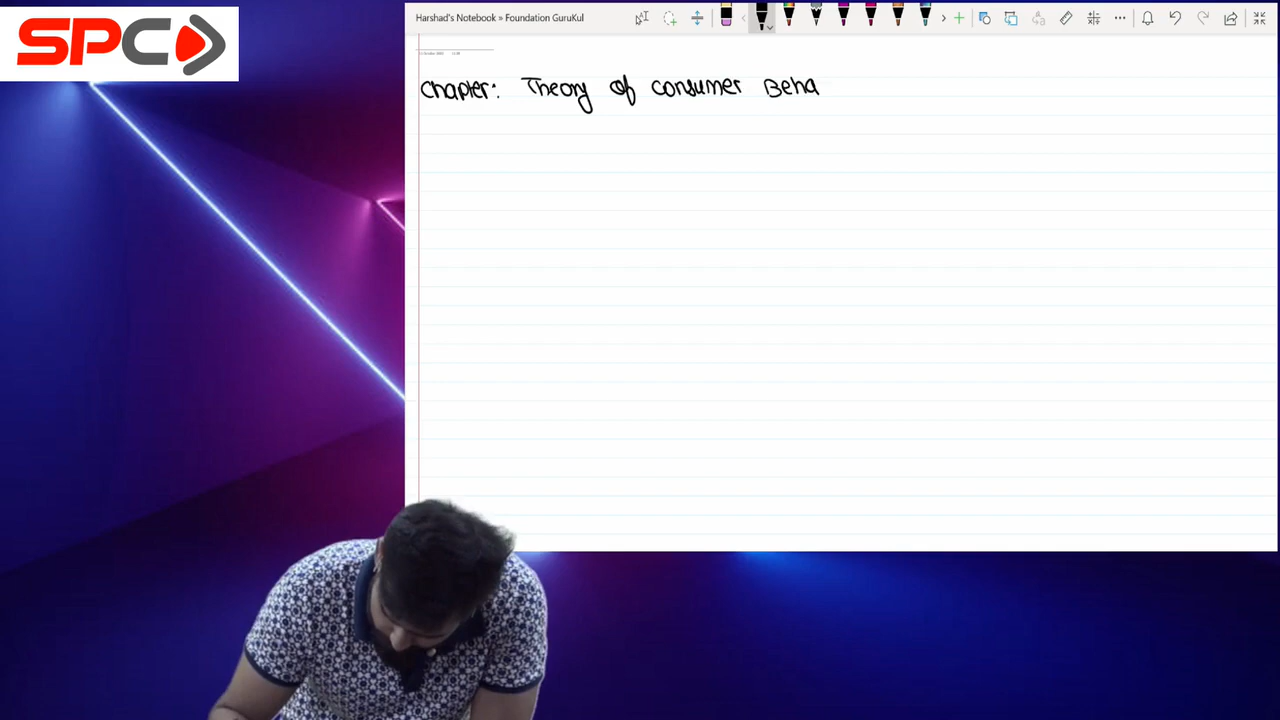 SPC
Harshad's Notebook » Foundation GuruKul
Chapter: Theory of consumer Beha